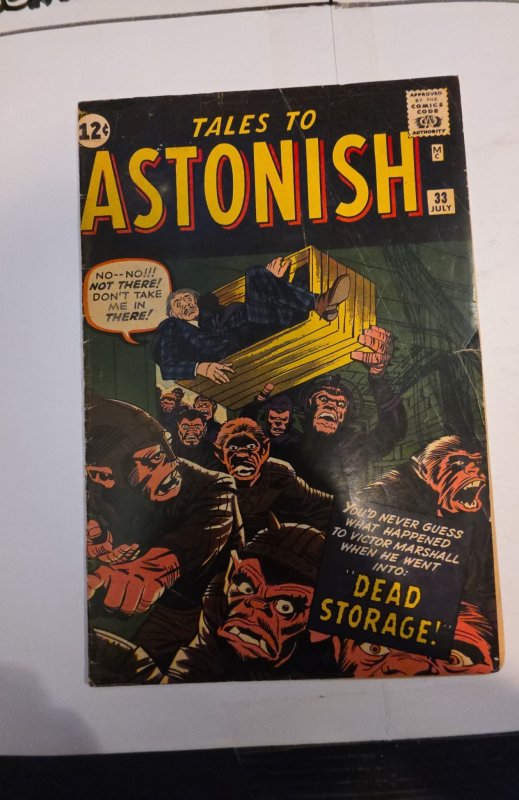 12¢
TALES TO
ASTONISH
APPROVED
BY THE
COMICS
CODE
AUTHORITY
M
C
33
JULY
NO--NO!!!
NOT THERE!
DON'T TAKE
ME IN
THERE!
YOU'D NEVER GUESS
WHAT HAPPENED
TO VICTOR MARSHALL
WHEN HE WENT
INTO:
"DEAD
STORAGE!"